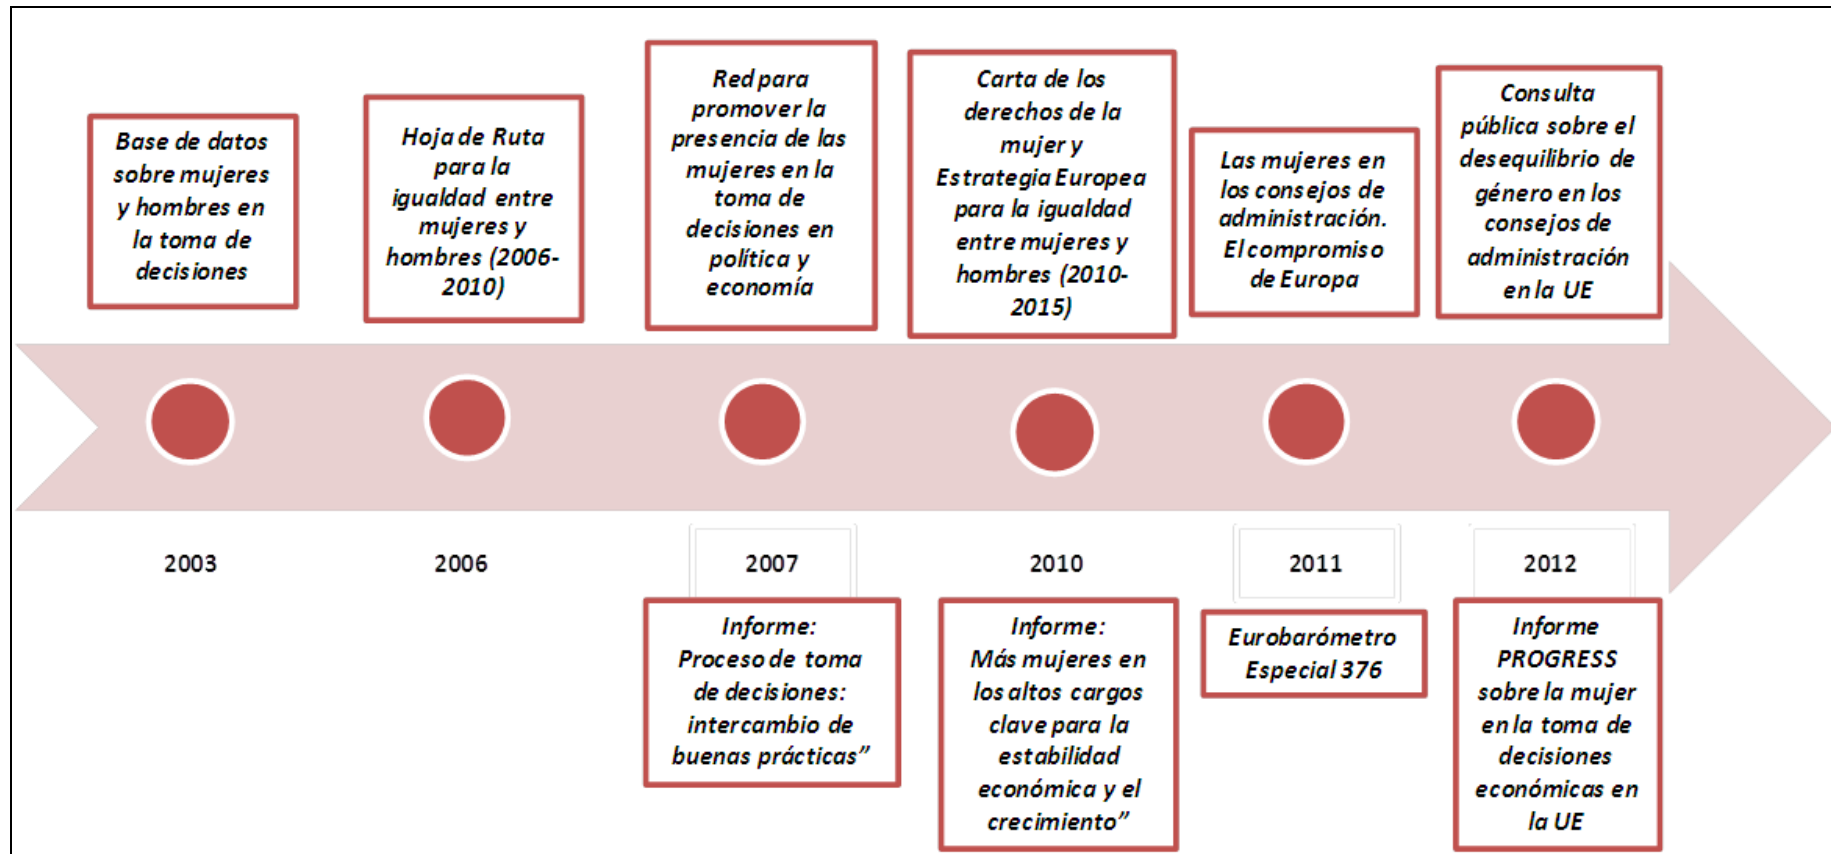 Base de datos
sobre mujeres
y hombres en
la toma de
decisiones
Hoja de Ruta
para la
igualdad entre
mujeres y
hombres (2006-
2010)
Red para
promover la
presencia de las
mujeres en la
toma de
decisiones en
política y
economía
Carta de los
derechos de la
mujer y
Estrategia Europea
para la igualdad
entre mujeres y
hombres (2010-
2015)
Las mujeres en
los consejos de
administración.
El compromiso
de Europa
Consulta
pública sobre el
desequilibrio de
género en los
consejos de
administración
en la UE
2003
2006
2007
2010
2011
2012
Informe:
Proceso de toma
de decisiones:
intercambio de
buenas prácticas”
Informe:
Más mujeres en
los altos cargos
clave para la
estabilidad
económica y el
crecimiento”
Eurobarómetro
Especial 376
Informe
PROGRESS
sobre la mujer
en la toma de
decisiones
económicas en
la UE